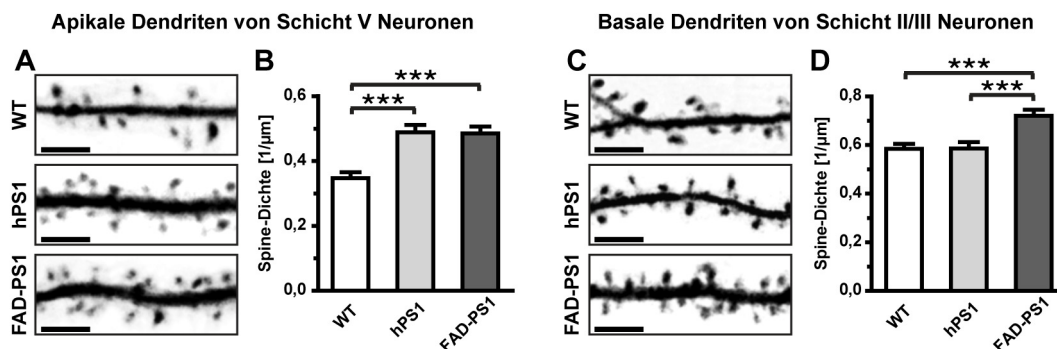 Apikale Dendriten von Schicht V Neuronen
A
WT
hPS1
FAD-PS1
B
***
***
Spine-Dichte [1/µm]
0,6
0,4
0,2
0,0
WT
hPS1
FAD-PS1
Basale Dendriten von Schicht II/III Neuronen
C
WT
hPS1
FAD-PS1
D
***
***
Spine-Dichte [1/µm]
0,8
0,6
0,4
0,2
0,0
WT
hPS1
FAD-PS1